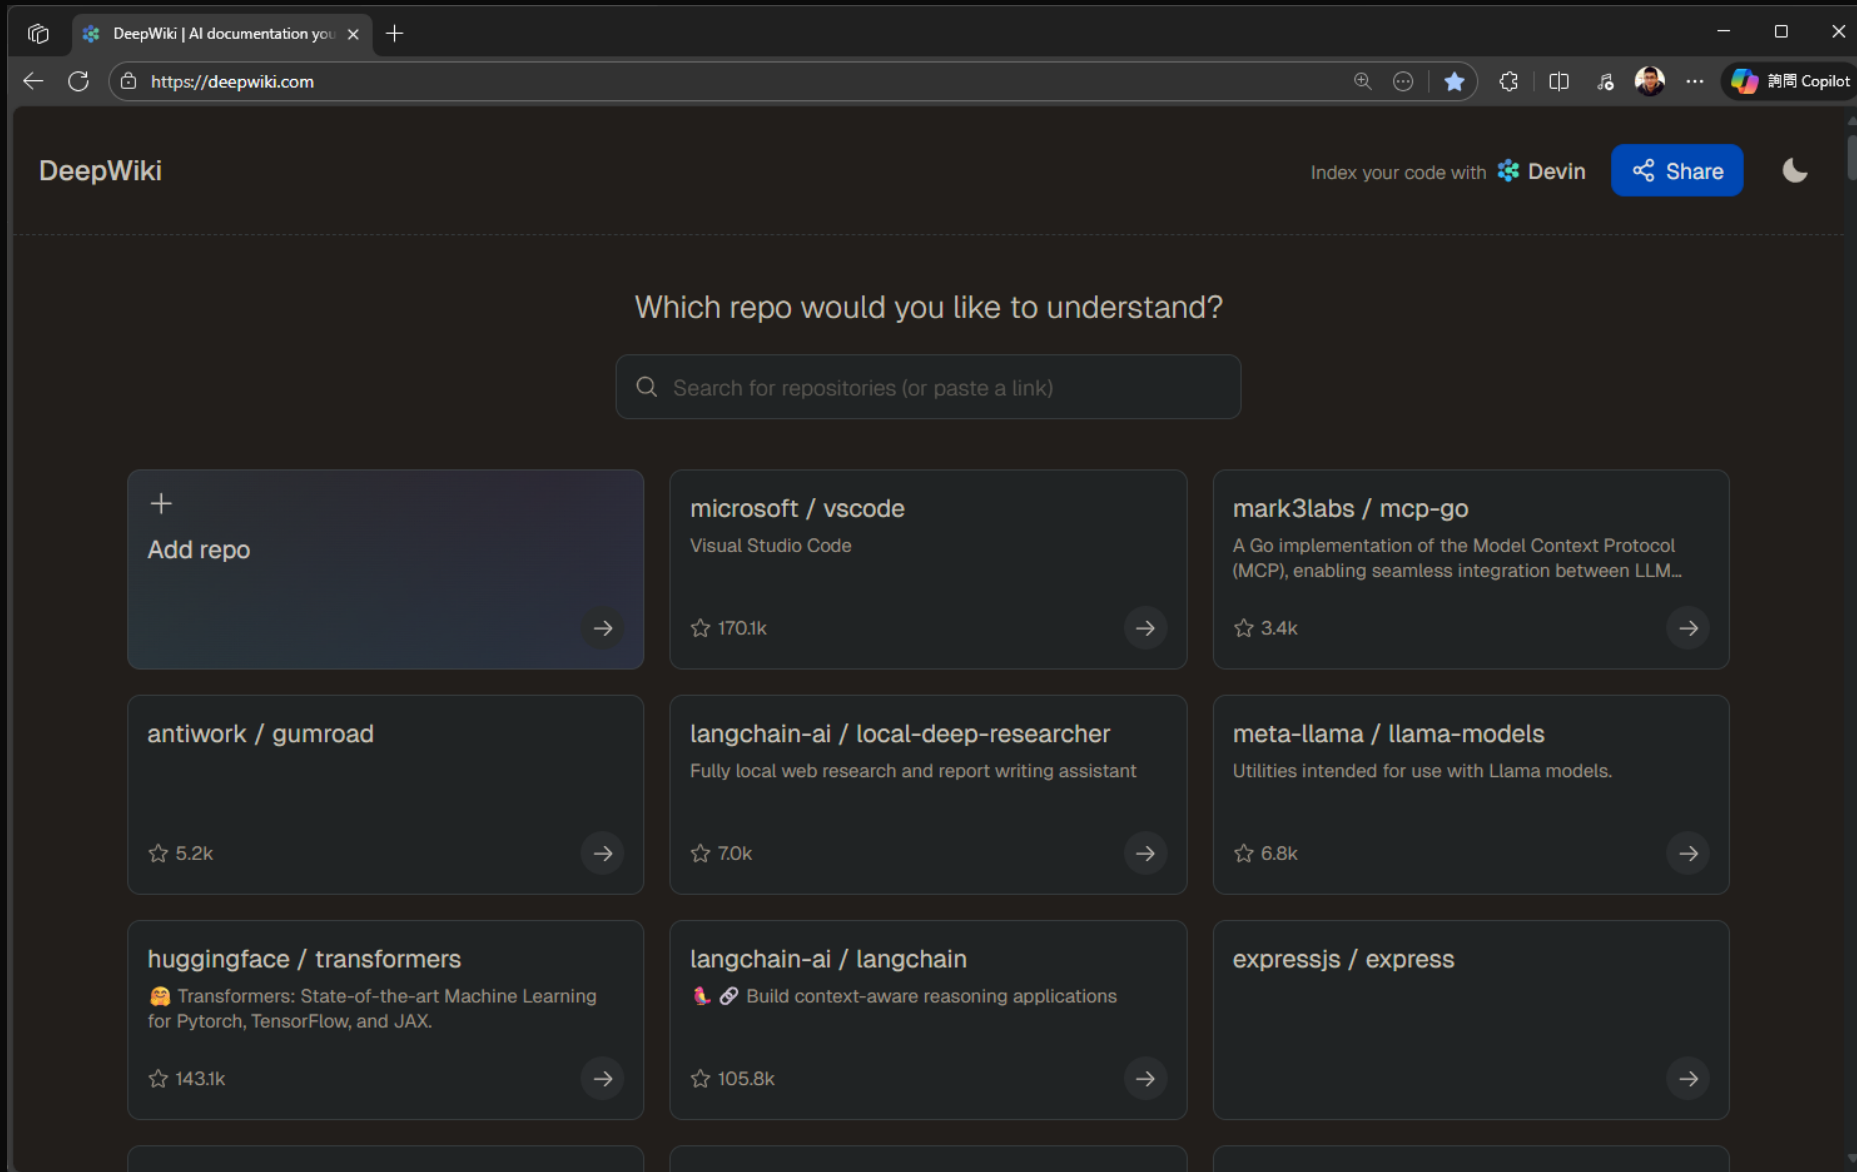 DeepWiki | AI documentation you
https://deepwiki.com
詢問 Copilot
DeepWiki
Index your code with Devin
Share
Which repo would you like to understand?
Search for repositories (or paste a link)
Add repo
microsoft / vscode
Visual Studio Code
170.1k
mark3labs / mcp-go
A Go implementation of the Model Context Protocol
(MCP), enabling seamless integration between LLM...
3.4k
antiwork / gumroad
5.2k
langchain-ai / local-deep-researcher
Fully local web research and report writing assistant
7.0k
meta-llama / llama-models
Utilities intended for use with Llama models.
6.8k
huggingface / transformers
🤗 Transformers: State-of-the-art Machine Learning
for Pytorch, TensorFlow, and JAX.
143.1k
langchain-ai / langchain
🦜🔗 Build context-aware reasoning applications
105.8k
expressjs / express